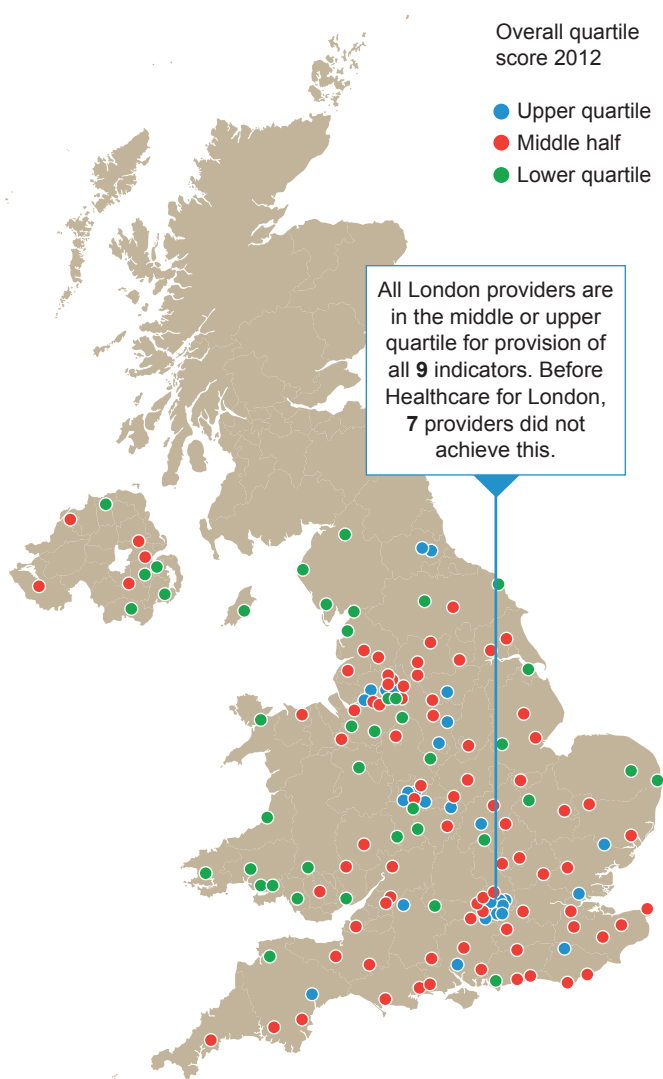 Overall quartile
score 2012
Upper quartile
Middle half
Lower quartile
All London providers are
in the middle or upper
quartile for provision of
all 9 indicators. Before
Healthcare for London,
7 providers did not
achieve this.